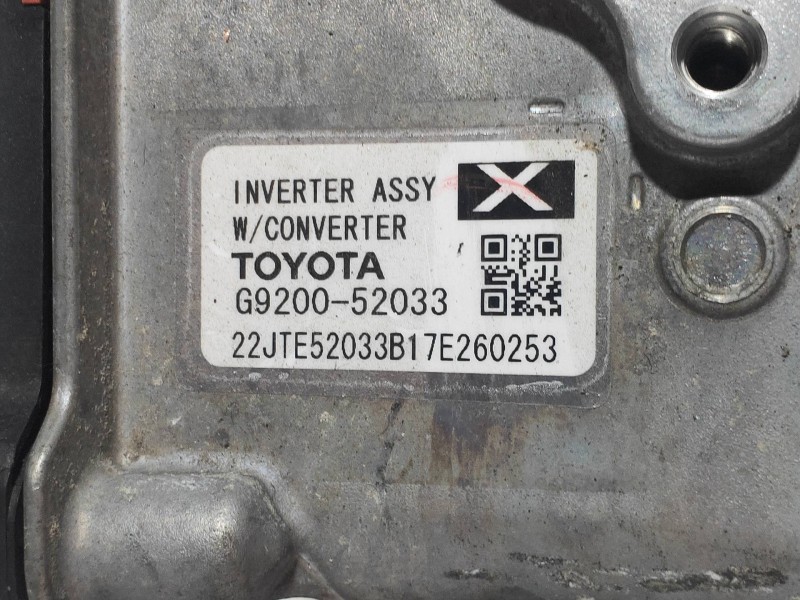 INVERTER ASSY X
W/CONVERTER
TOYOTA
G9200-52033
22JTE52033B17E260253